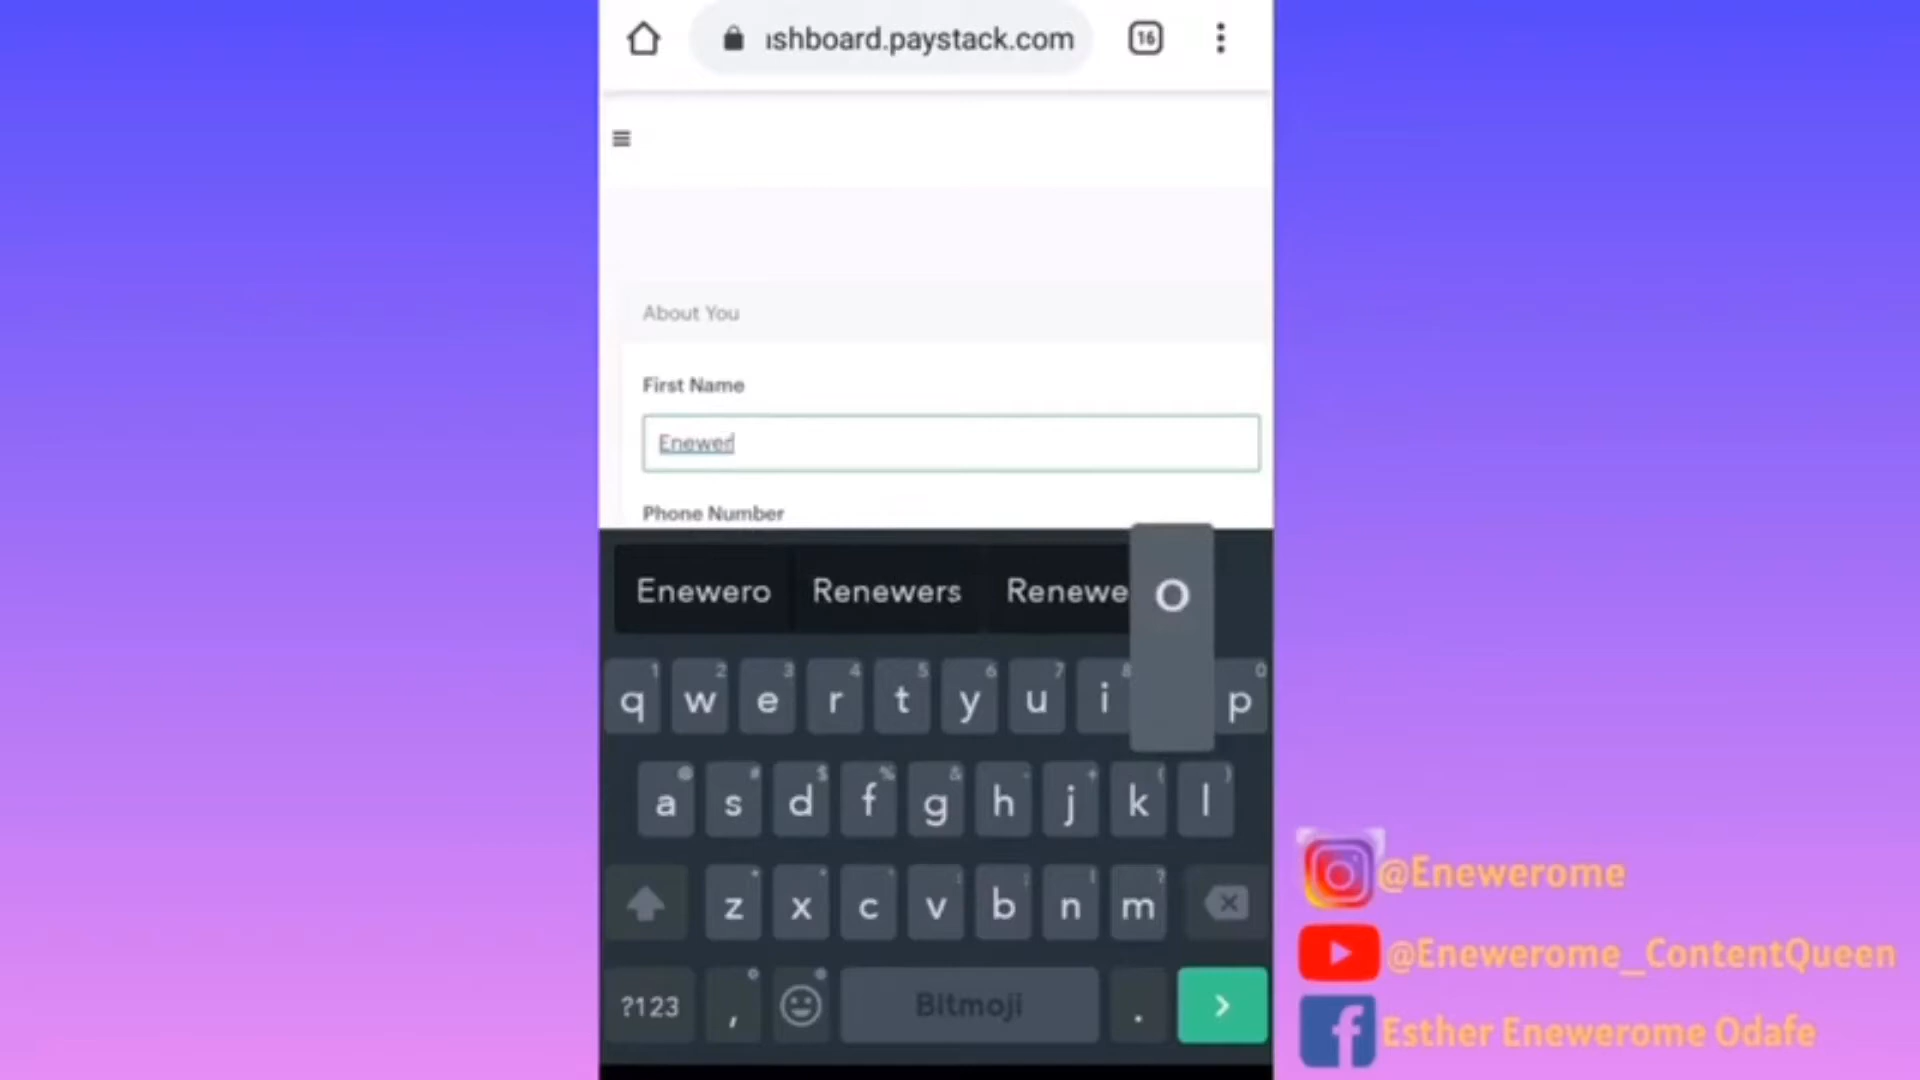 ıshboard.paystack.com
16
About You
First Name
Enewer
Phone Number
Enewero Renewers Renewe O
1 2 3 4 5 6 7 8 0
q w e r t y u i p
@ # $ % & - + ( )
a s d f g h j k l
z x c v b n m
?123 , Bitmoji .
@Enewerome
@Enewerome_ContentQueen
f Esther Enewerome Odafe